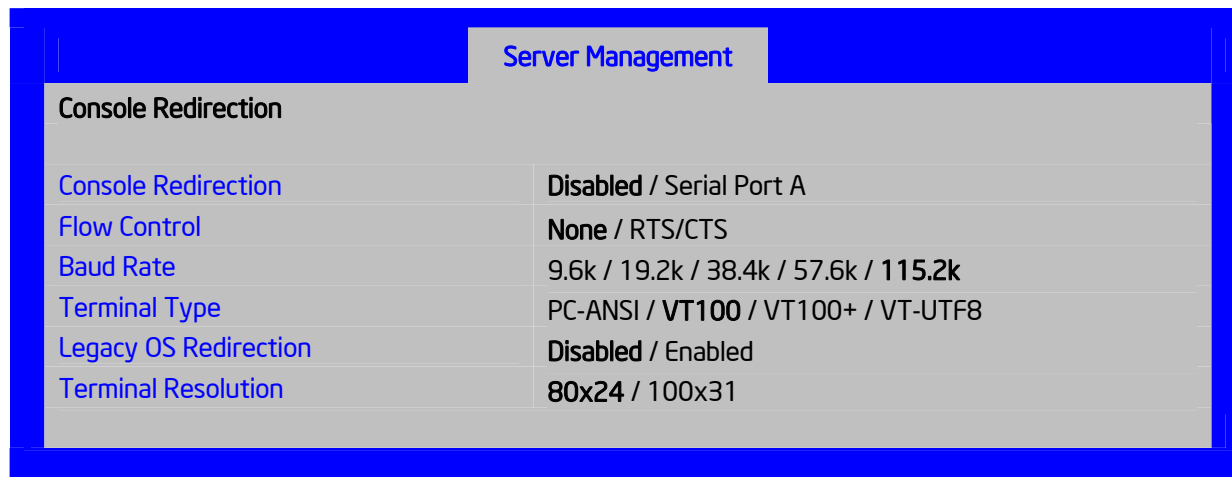 Server Management
Console Redirection
Console Redirection Disabled / Serial Port A
Flow Control None / RTS/CTS
Baud Rate 9.6k / 19.2k / 38.4k / 57.6k / 115.2k
Terminal Type PC-ANSI / VT100 / VT100+ / VT-UTF8
Legacy OS Redirection Disabled / Enabled
Terminal Resolution 80x24 / 100x31